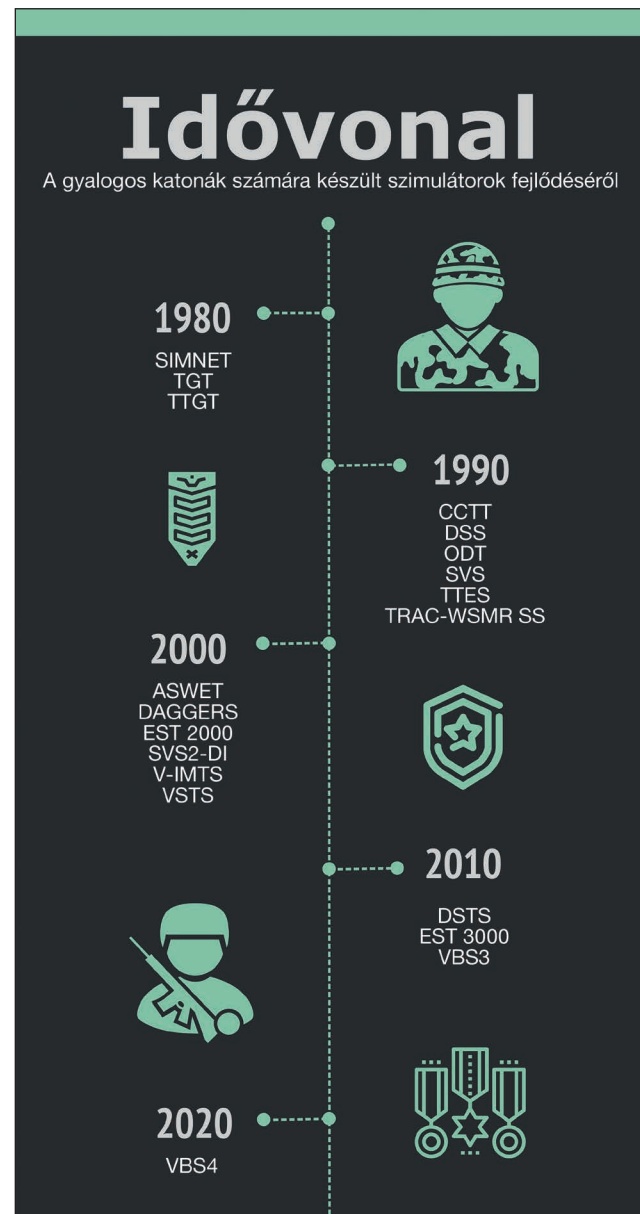 Idővonal
A gyalogos katonák számára készült szimulátorok fejlődéséről
1980
SIMNET
TGT
TTGT
1990
CCTT
DSS
ODT
SVS
TTES
TRAC-WSMR SS
2000
ASWET
DAGGERS
EST 2000
SVS2-DI
V-IMTS
VSTS
2010
DSTS
EST 3000
VBS3
2020
VBS4